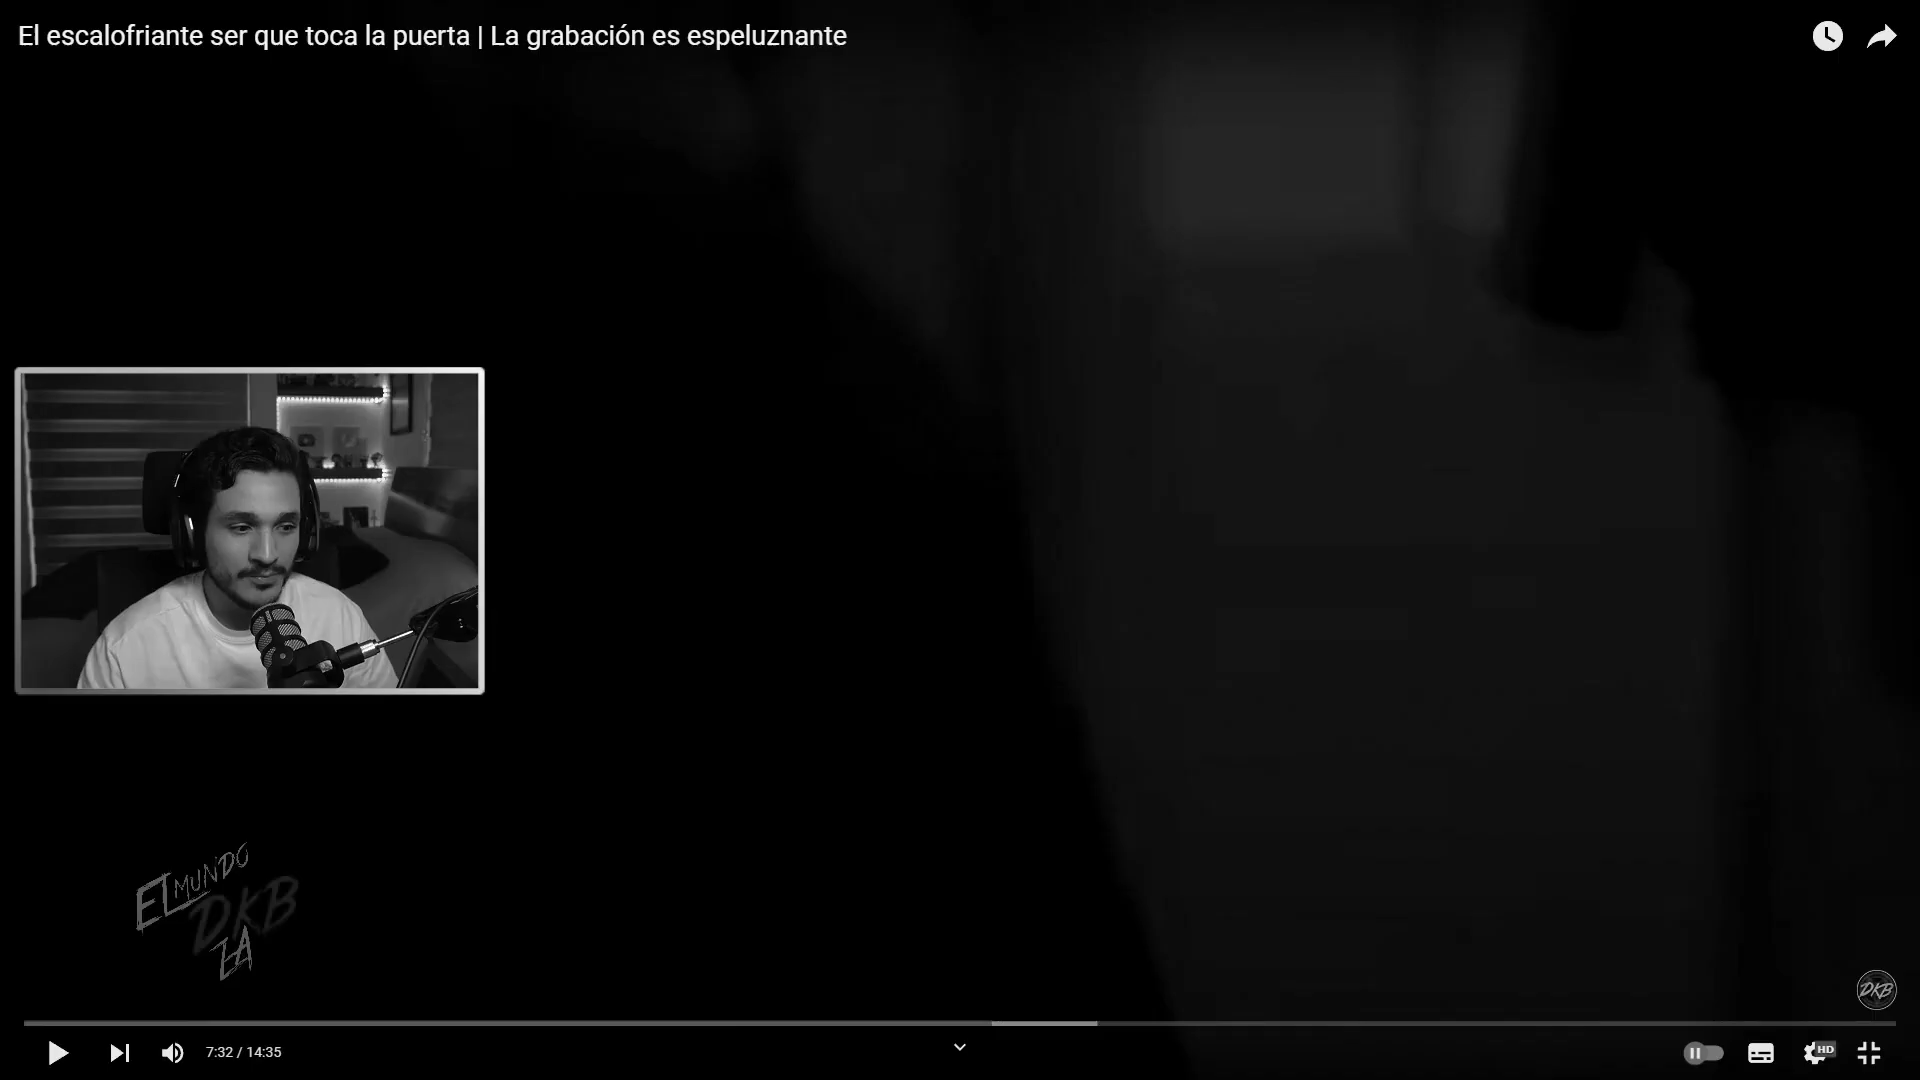 El escalofriante ser que toca la puerta | La grabación es espeluznante
EL MUNDO
DKB
ZA
DKB
7:32 / 14:35
HD